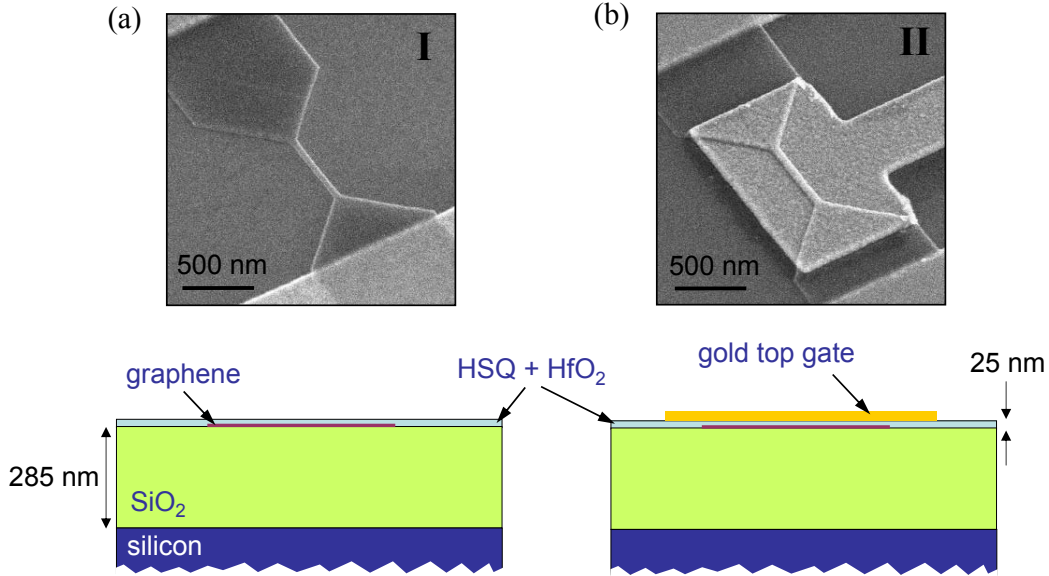 (a)
I
500 nm
(b)
II
500 nm
graphene
HSQ + HfO₂
gold top gate
25 nm
285 nm
SiO₂
silicon